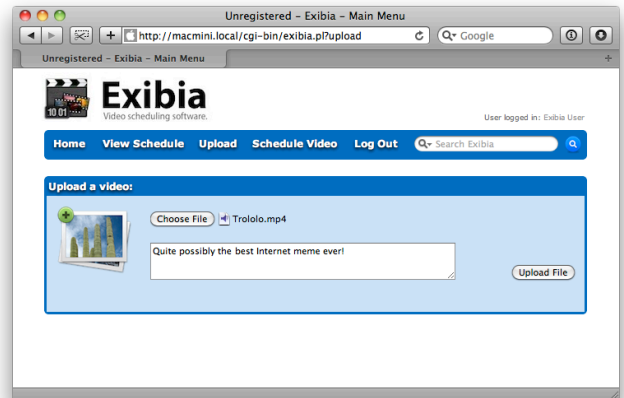 Unregistered – Exibia – Main Menu
http://macmini.local/cgi-bin/exibia.pl?upload
Google
Unregistered – Exibia – Main Menu
10 01
Exibia
Video scheduling software.
User logged in: Exibia User
Home View Schedule Upload Schedule Video Log Out Search Exibia
Upload a video:
Choose File Trololo.mp4
Quite possibly the best Internet meme ever!
Upload File